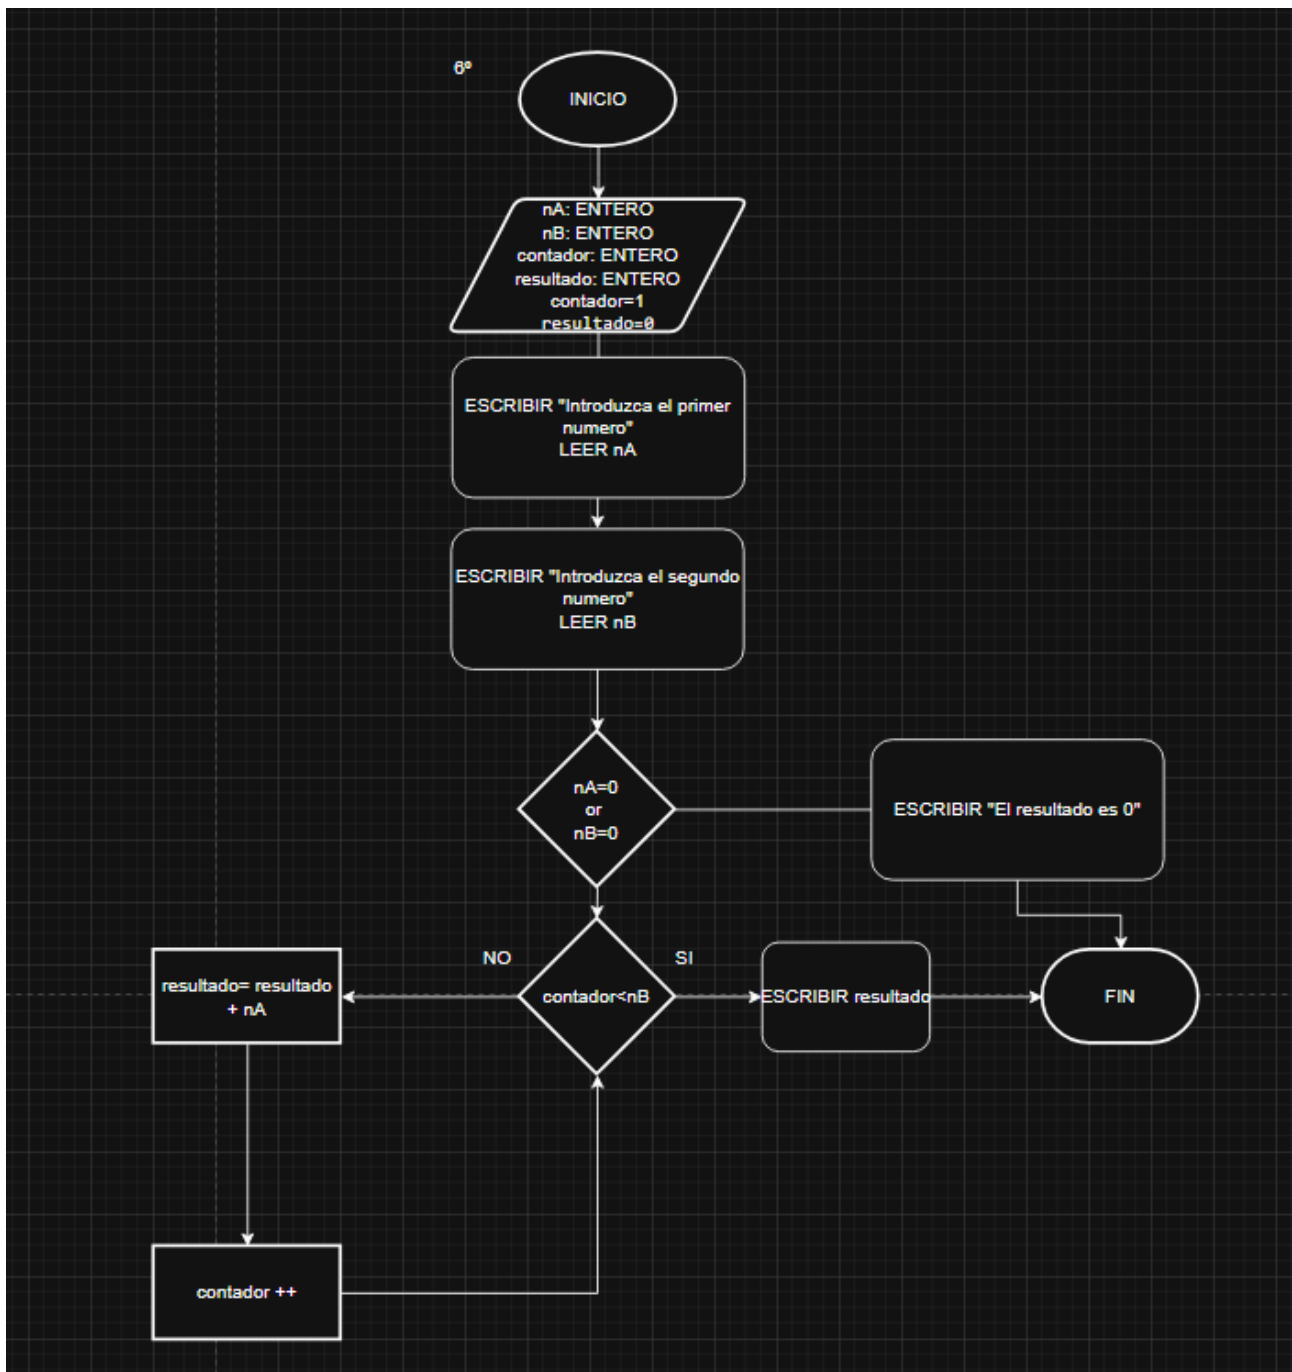 6º
INICIO
nA: ENTERO
nB: ENTERO
contador: ENTERO
resultado: ENTERO
contador=1
resultado=0
ESCRIBIR "Introduzca el primer
numero"
LEER nA
ESCRIBIR "Introduzca el segundo
numero"
LEER nB
nA=0
or
nB=0
ESCRIBIR "El resultado es 0"
NO
SI
resultado= resultado
+ nA
contador<nB
ESCRIBIR resultado
FIN
contador ++